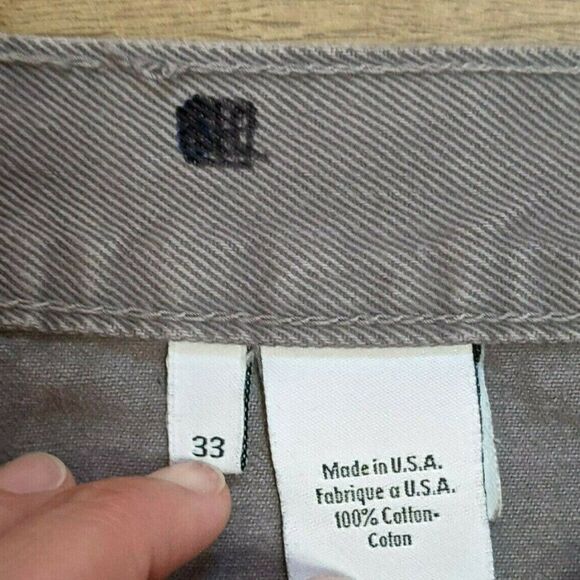 33
Made in U.S.A.
Fabrique a U.S.A.
100% Cotton-
Coton